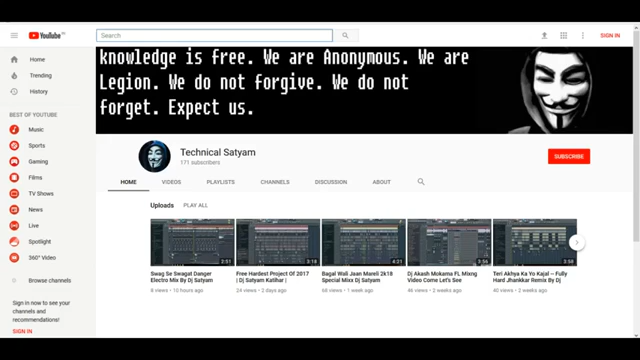 YouTube
Search
SIGN IN
Home
Trending
History
BEST OF YOUTUBE
Music
Sports
Gaming
Films
TV Shows
News
Live
Spotlight
360° Video
Browse channels
Sign in now to see your
channels and
recommendations!
SIGN IN
knowledge is free. We are Anonymous. We are
Legion. We do not forgive. We do not
forget. Expect us.
Technical Satyam
171 subscribers
SUBSCRIBE
HOME VIDEOS PLAYLISTS CHANNELS DISCUSSION ABOUT
Uploads PLAY ALL
2:51 3:18 4:21 3:56 3:50
Swag Se Swagat Danger
Electro Mix By Dj Satyam
8 views • 10 hours ago
Free Hardest Project Of 2017
| Dj Satyam Katihar |
24 views • 2 days ago
Bagal Wali Jaan Mareli 2k18
Special Mixx Dj Satyam
68 views • 1 week ago
Dj Akash Mokama FL Mixng
Video Come Let's See
46 views • 2 weeks ago
Teri Akhya Ka Yo Kajal – Fully
Hard Jhankkar Remix By Dj
40 views • 2 weeks ago